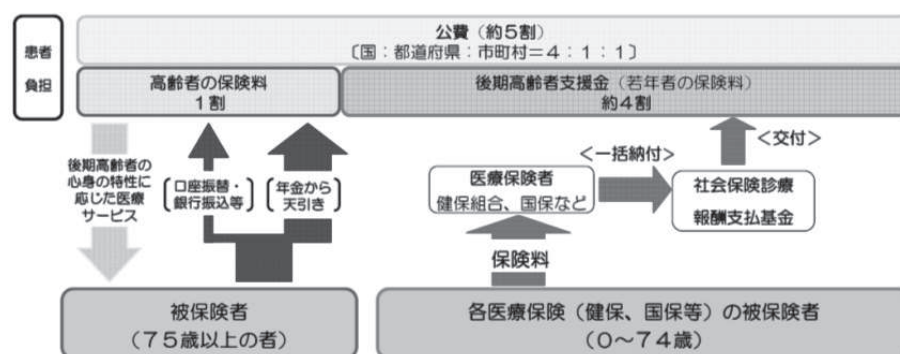 患者
負担
公費(約5割)
〔国:都道府県:市町村=4:1:1〕
高齢者の保険料
1割
後期高齢者支援金(若年者の保険料)
約4割
後期高齢者の
心身の特性に
応じた医療
サービス
口座振替・
銀行振込等
年金から
天引き
医療保険者
健保組合、国保など
<一括納付>
<交付>
社会保険診療
報酬支払基金
保険料
被保険者
(75歳以上の者)
各医療保険(健保、国保等)の被保険者
(0~74歳)